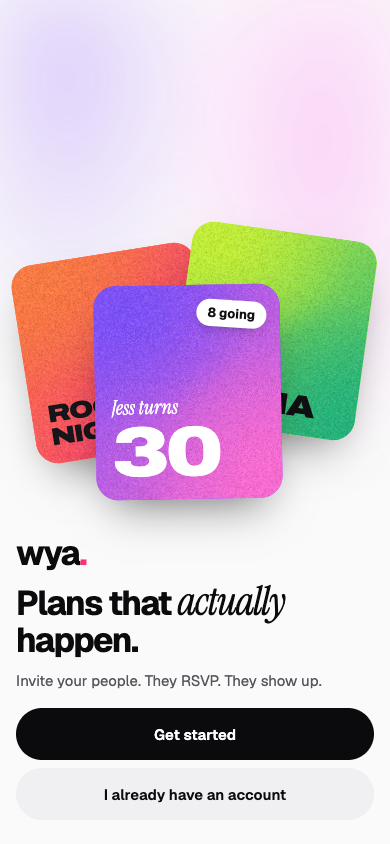 8 going
Jess turns
30
wya.
Plans that actually
happen.
Invite your people. They RSVP. They show up.
Get started
I already have an account